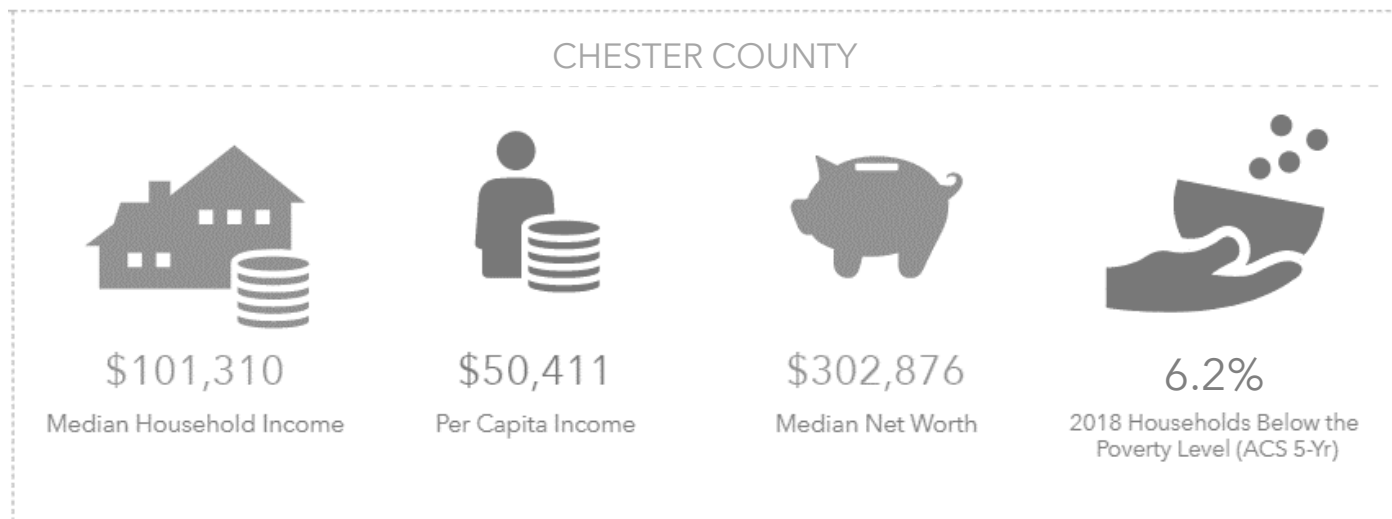 CHESTER COUNTY
$101,310
Median Household Income
$50,411
Per Capita Income
$302,876
Median Net Worth
6.2%
2018 Households Below the
Poverty Level (ACS 5-Yr)